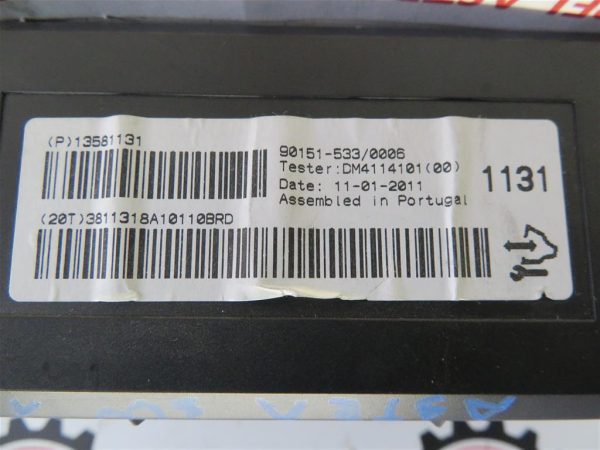 (P)13581131
90151-533/0006
Tester:DM4114101(00)
Date: 11-01-2011
Assembled in Portugal
1131
(20T)3811318A10110BRD